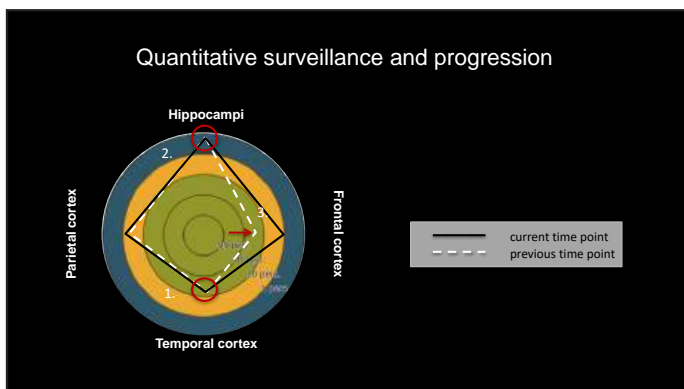 Quantitative surveillance and progression
Hippocampi
2.
Parietal cortex
3.
Frontal cortex
1.
Temporal cortex
current time point
previous time point